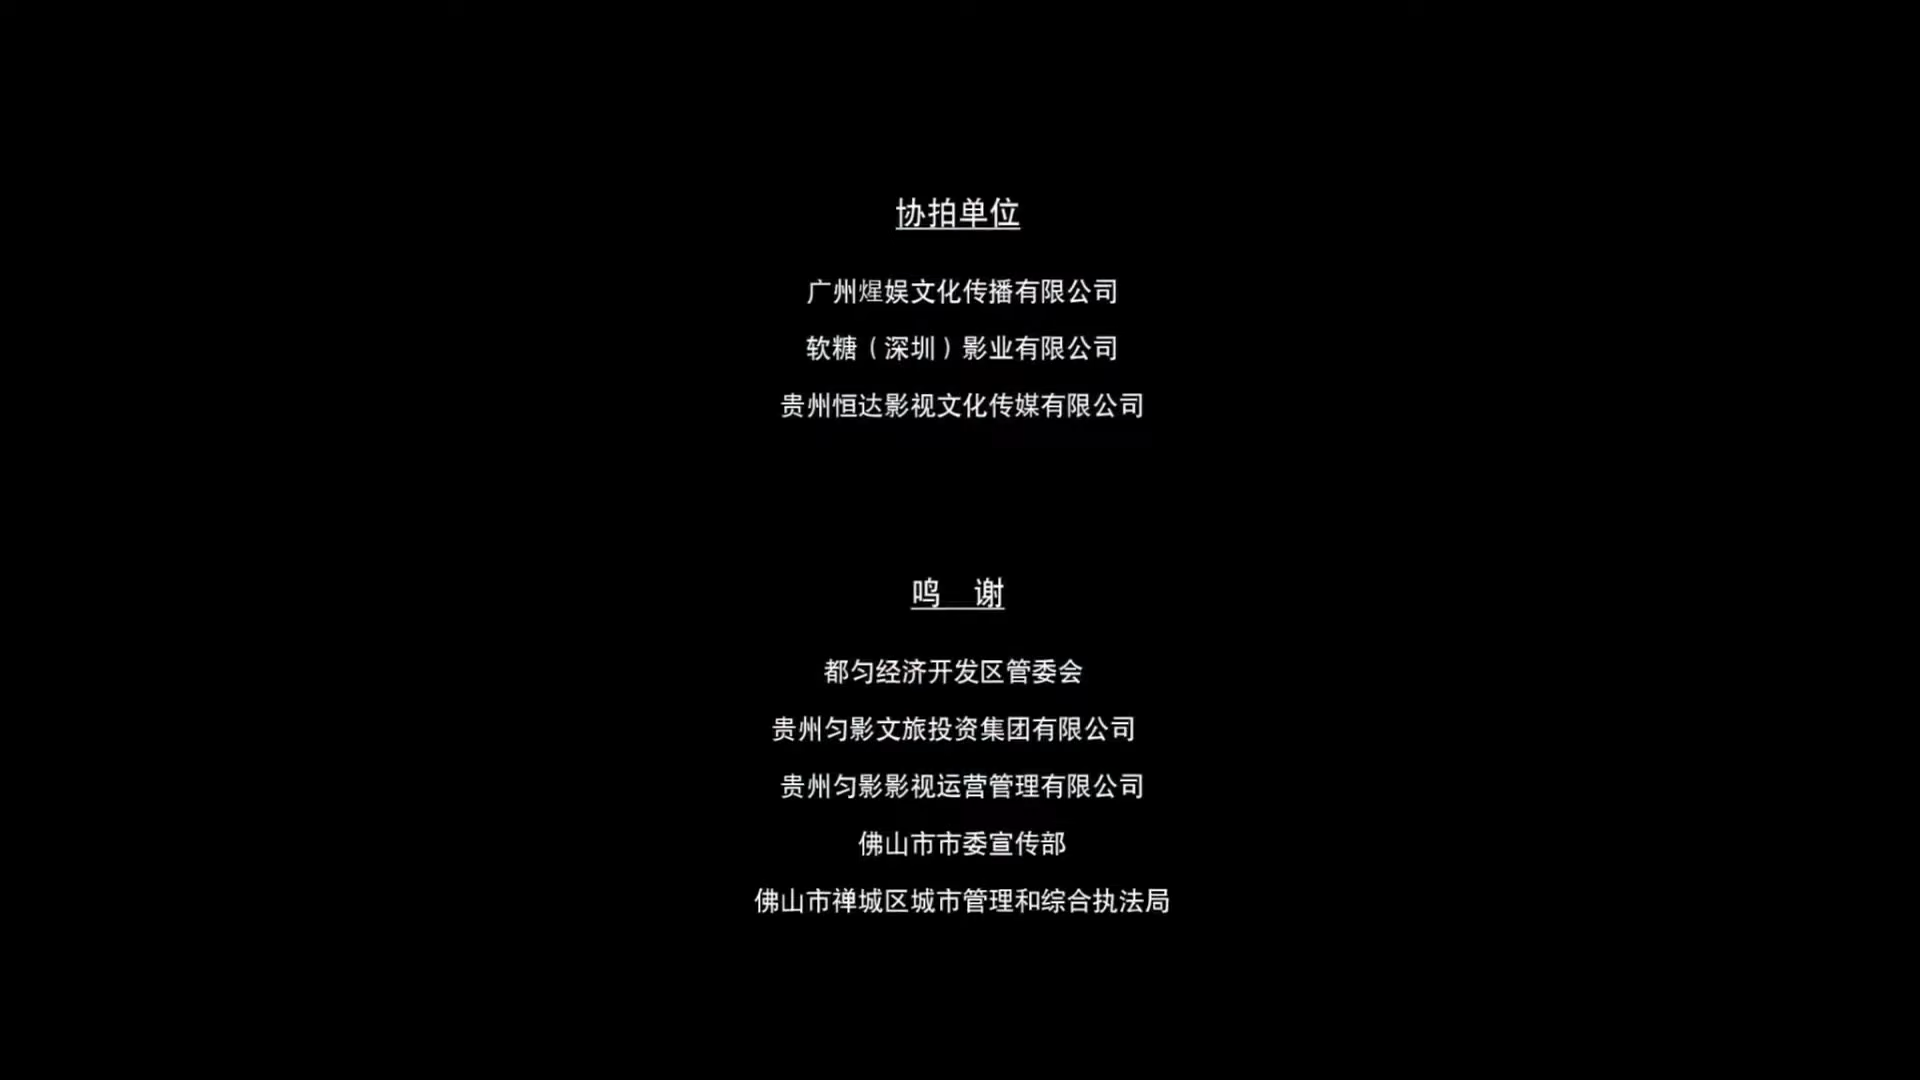 协拍单位
广州煋娱文化传播有限公司
软糖（深圳）影业有限公司
贵州恒达影视文化传媒有限公司
鸣 谢
都匀经济开发区管委会
贵州匀影文旅投资集团有限公司
贵州匀影影视运营管理有限公司
佛山市市委宣传部
佛山市禅城区城市管理和综合执法局